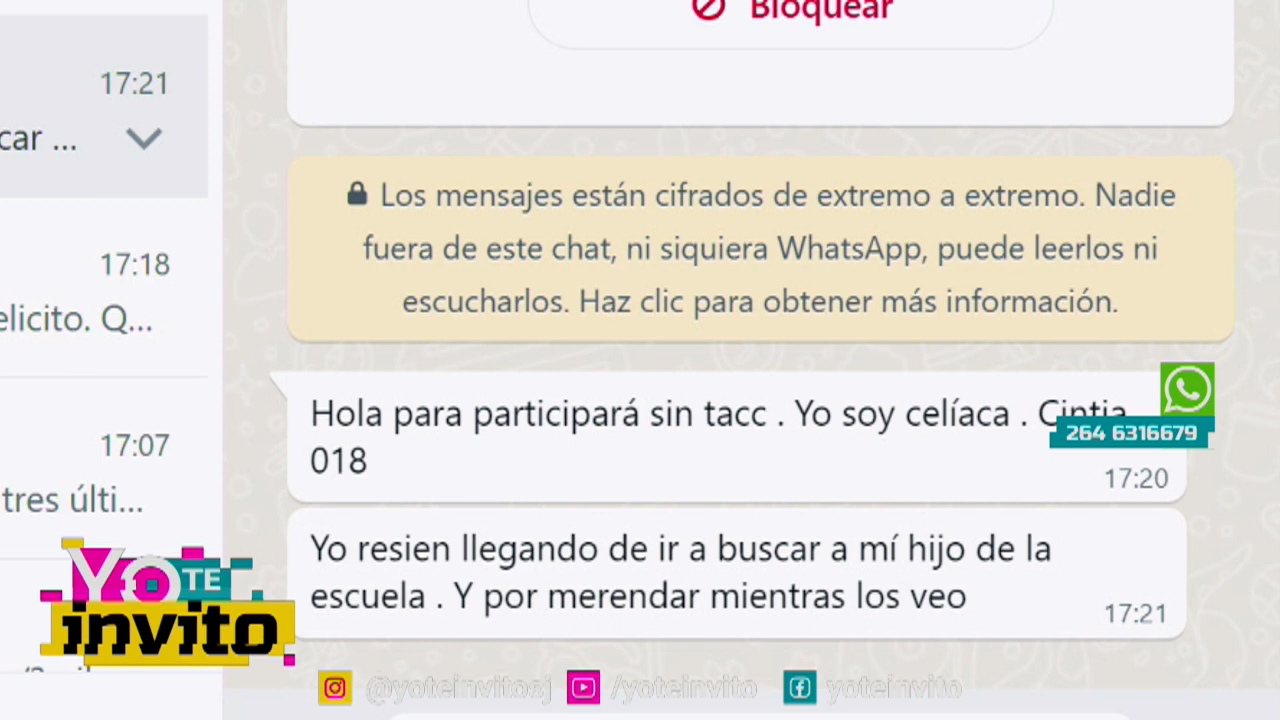 Bloquear
17:21
car ...
Los mensajes están cifrados de extremo a extremo. Nadie
fuera de este chat, ni siquiera WhatsApp, puede leerlos ni
escucharlos. Haz clic para obtener más información.
17:18
elicito. Q...
Hola para participará sin tacc . Yo soy celíaca . Cintia
018
17:20
264 6316679
17:07
tres últi...
Yo resien llegando de ir a buscar a mí hijo de la
escuela . Y por merendar mientras los veo
17:21
YO TE
invito
@yoteinvitosj /yoteinvito yoteinvito